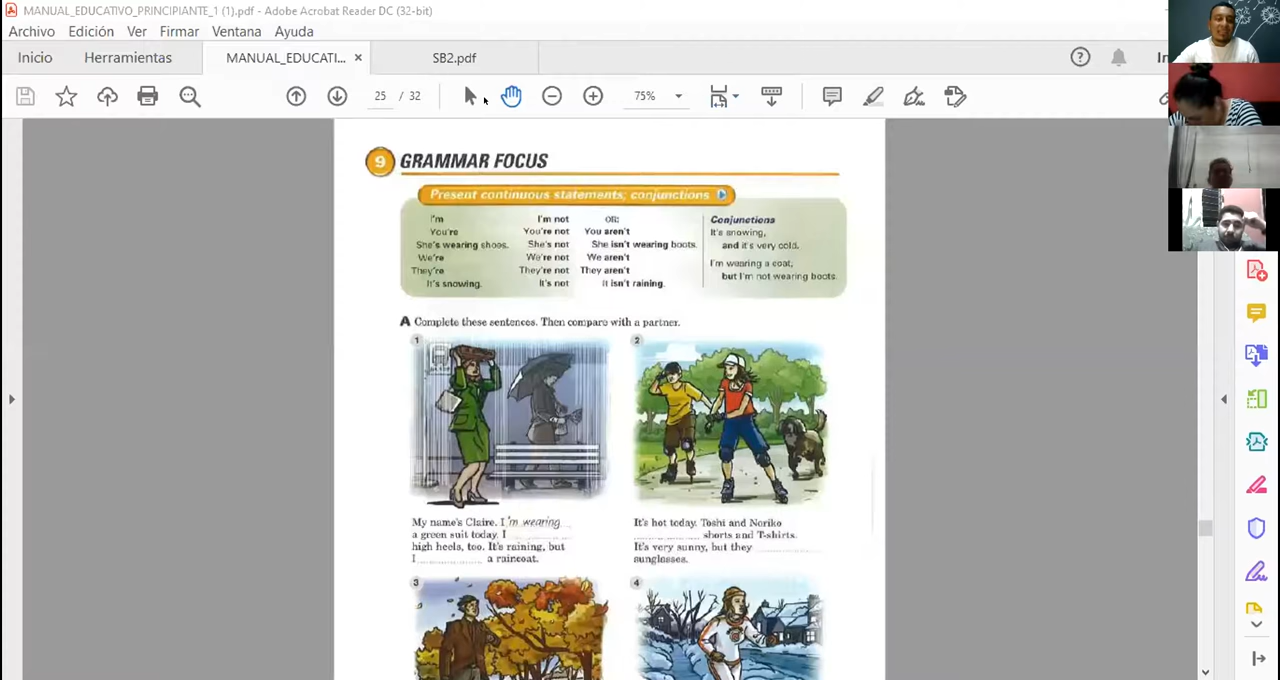 MANUAL_EDUCATIVO_PRINCIPIANTE_1 (1).pdf - Adobe Acrobat Reader DC (32-bit)
Archivo Edición Ver Firmar Ventana Ayuda
Inicio Herramientas MANUAL_EDUCATI... × SB2.pdf
25 / 32 75%
9 GRAMMAR FOCUS
Present continuous statements; conjunctions
I'm I'm not OR: Conjunctions
You're You're not You aren't It's snowing,
She's wearing shoes. She's not She isn't wearing boots. and it's very cold.
We're We're not We aren't I'm wearing a coat,
They're They're not They aren't but I'm not wearing boots.
It's snowing. It's not It isn't raining.
A Complete these sentences. Then compare with a partner.
1
2
My name's Claire. I 'm wearing
a green suit today. I
high heels, too. It's raining, but
I a raincoat.
It's hot today. Toshi and Noriko
shorts and T-shirts.
It's very sunny, but they
sunglasses.
3
4